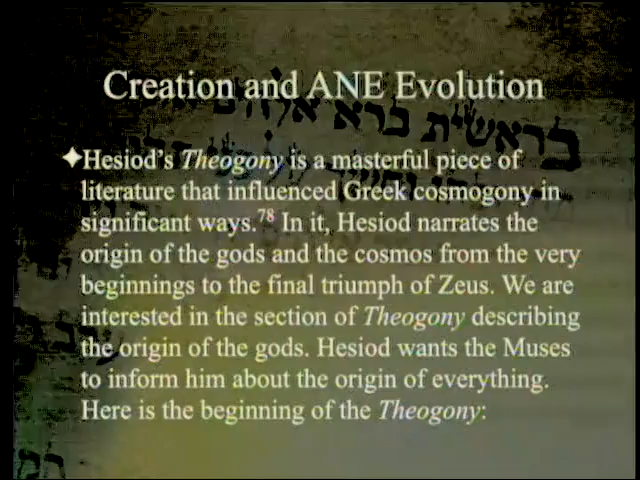 Creation and ANE Evolution
בראשית ברא אלהים
✦Hesiod's Theogony is a masterful piece of
literature that influenced Greek cosmogony in
significant ways.78 In it, Hesiod narrates the
origin of the gods and the cosmos from the very
beginnings to the final triumph of Zeus. We are
interested in the section of Theogony describing
the origin of the gods. Hesiod wants the Muses
to inform him about the origin of everything.
Here is the beginning of the Theogony: